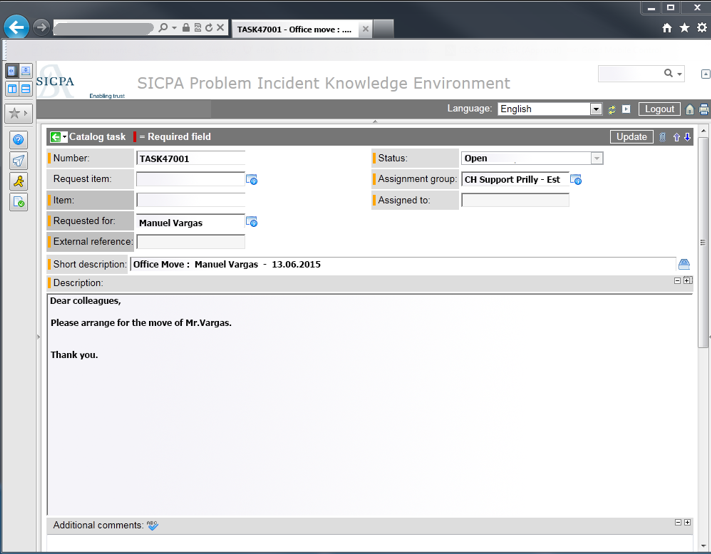 TASK47001 - Office move : ....
SICPA
Enabling trust
SICPA Problem Incident Knowledge Environment
Language: English Logout
Catalog task = Required field Update
Number: TASK47001 Status: Open
Request item: Assignment group: CH Support Prilly - Est
Item: Assigned to:
Requested for: Manuel Vargas
External reference:
Short description: Office Move : Manuel Vargas - 13.06.2015
Description:
Dear colleagues,
Please arrange for the move of Mr.Vargas.
Thank you.
Additional comments: